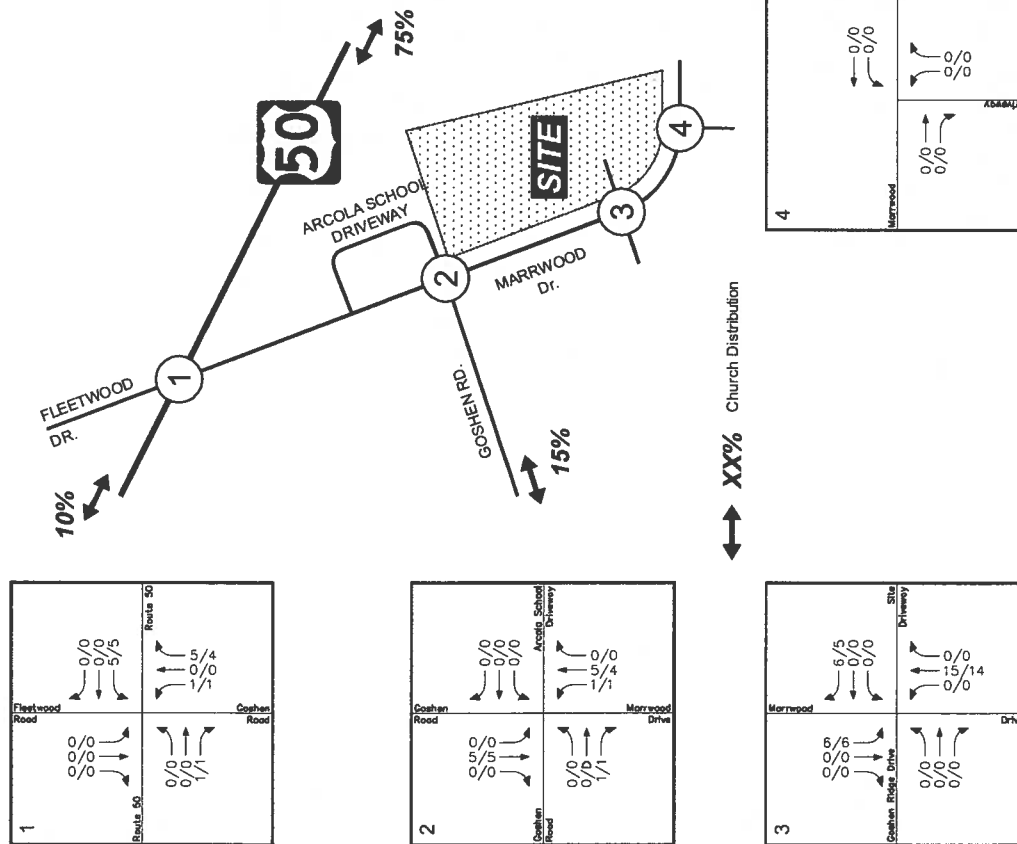 10%
FLEETWOOD
DR.
1
50
75%
ARCOLA SCHOOL
DRIVEWAY
2
GOSHEN RD.
15%
SITE
MARRWOOD
Dr.
3
4
XX% Church Distribution
1
Fleetwood
Road
Route 50
Route 50
Goshen
Road
0/0
0/0
0/0
0/0
0/0
5/5
0/0
0/0
1/1
5/4
0/0
1/1
2
Goshen
Road
Arcola School
Driveway
Goshen
Road
Marrwood
Drive
0/0
5/5
0/0
0/0
0/0
0/0
0/0
0/0
1/1
0/0
5/4
1/1
3
Marrwood
Site
Driveway
Goshen Ridge Drive
6/6
0/0
0/0
6/5
0/0
0/0
0/0
0/0
0/0
0/0
15/14
0/0
4
Marrwood
0/0
0/0
0/0
0/0
0/0
0/0